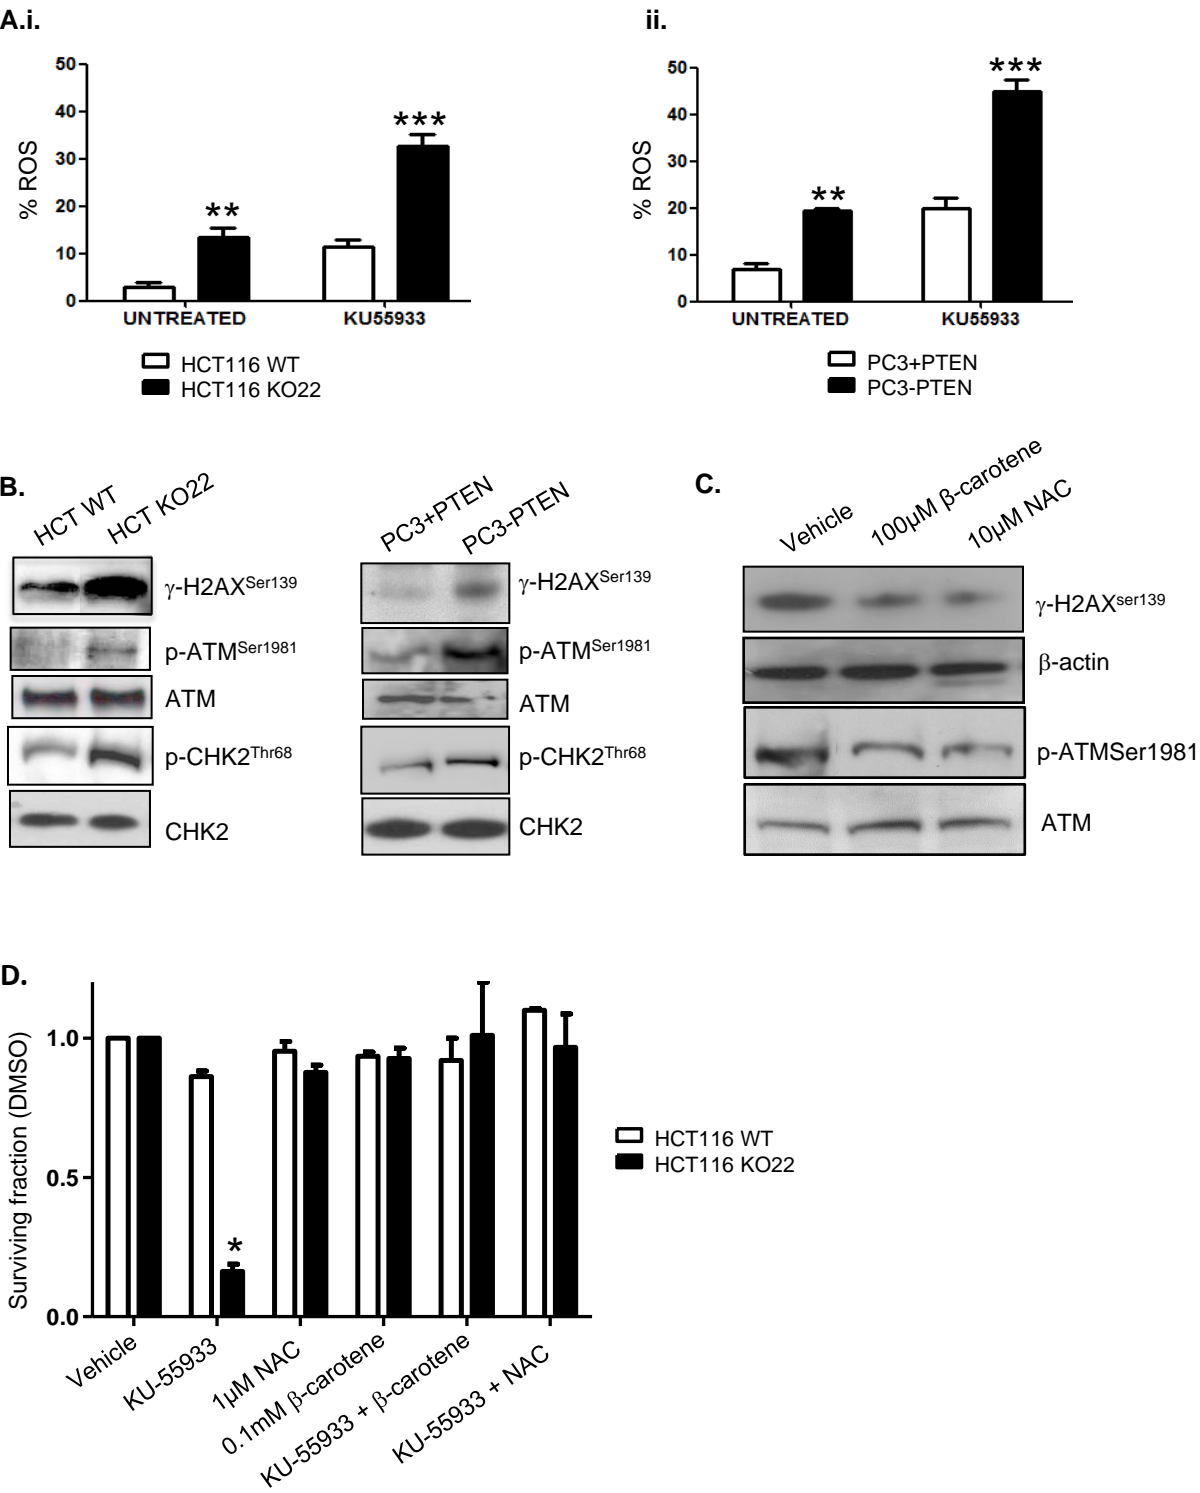 A.i.
50
40
30
20
10
0
% ROS
**
***
UNTREATED
KU55933
HCT116 WT
HCT116 KO22
ii.
50
40
30
20
10
0
% ROS
**
***
UNTREATED
KU55933
PC3+PTEN
PC3-PTEN
B.
HCT WT
HCT KO22
γ-H2AXSer139
p-ATMSer1981
ATM
p-CHK2Thr68
CHK2
PC3+PTEN
PC3-PTEN
γ-H2AXSer139
p-ATMSer1981
ATM
p-CHK2Thr68
CHK2
C.
Vehicle
100μM β-carotene
10μM NAC
γ-H2AXser139
β-actin
p-ATMSer1981
ATM
D.
Surviving fraction (DMSO)
1.0
0.5
0.0
*
Vehicle
KU-55933
1μM NAC
0.1mM β-carotene
KU-55933 + β-carotene
KU-55933 + NAC
HCT116 WT
HCT116 KO22